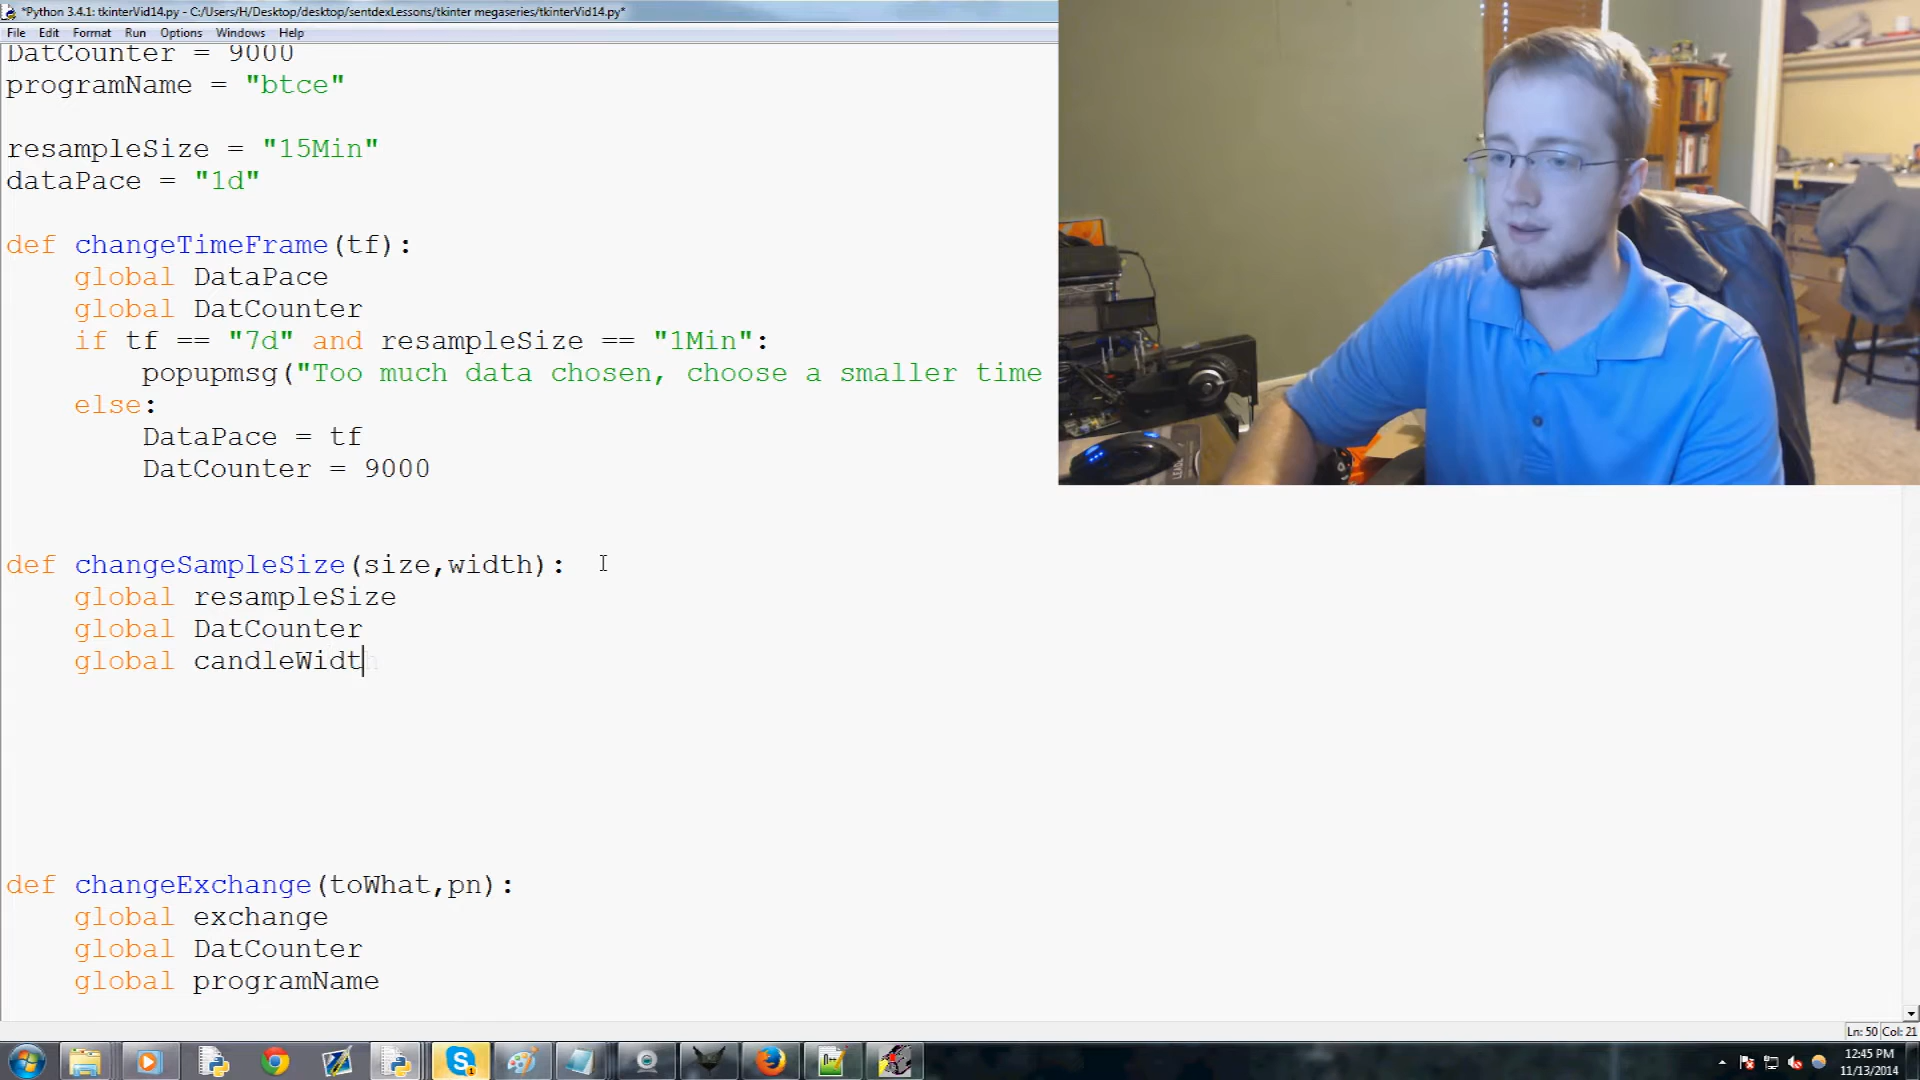 *Python 3.4.1: tkinterVid14.py - C:/Users/H/Desktop/desktop/sentdexLessons/tkinter megaseries/tkinterVid14.py*
File Edit Format Run Options Windows Help
DatCounter = 9000
programName = "btce"
resampleSize = "15Min"
dataPace = "1d"
def changeTimeFrame(tf):
global DataPace
global DatCounter
if tf == "7d" and resampleSize == "1Min":
popupmsg("Too much data chosen, choose a smaller time
else:
DataPace = tf
DatCounter = 9000
def changeSampleSize(size,width):
global resampleSize
global DatCounter
global candleWidth
def changeExchange(toWhat,pn):
global exchange
global DatCounter
global programName
Ln: 50 Col: 21
12:45 PM
11/13/2014